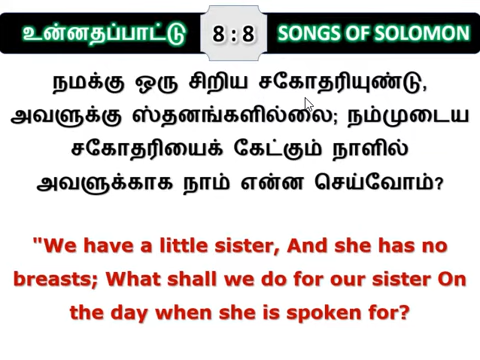 உன்னதப்பாட்டு 8 : 8 SONGS OF SOLOMON
நமக்கு ஒரு சிறிய சகோதரியுண்டு,
அவளுக்கு ஸ்தனங்களில்லை; நம்முடைய
சகோதரியைக் கேட்கும் நாளில்
அவளுக்காக நாம் என்ன செய்வோம்?
"We have a little sister, And she has no
breasts; What shall we do for our sister On
the day when she is spoken for?